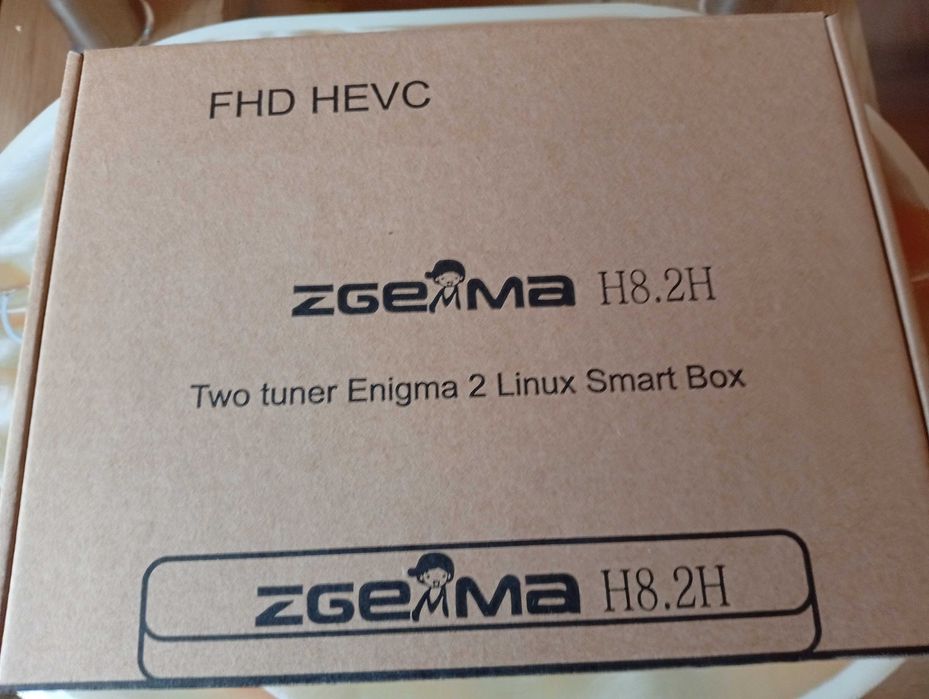 FHD HEVC
ZGEMMA H8.2H
Two tuner Enigma 2 Linux Smart Box
ZGEMMA H8.2H